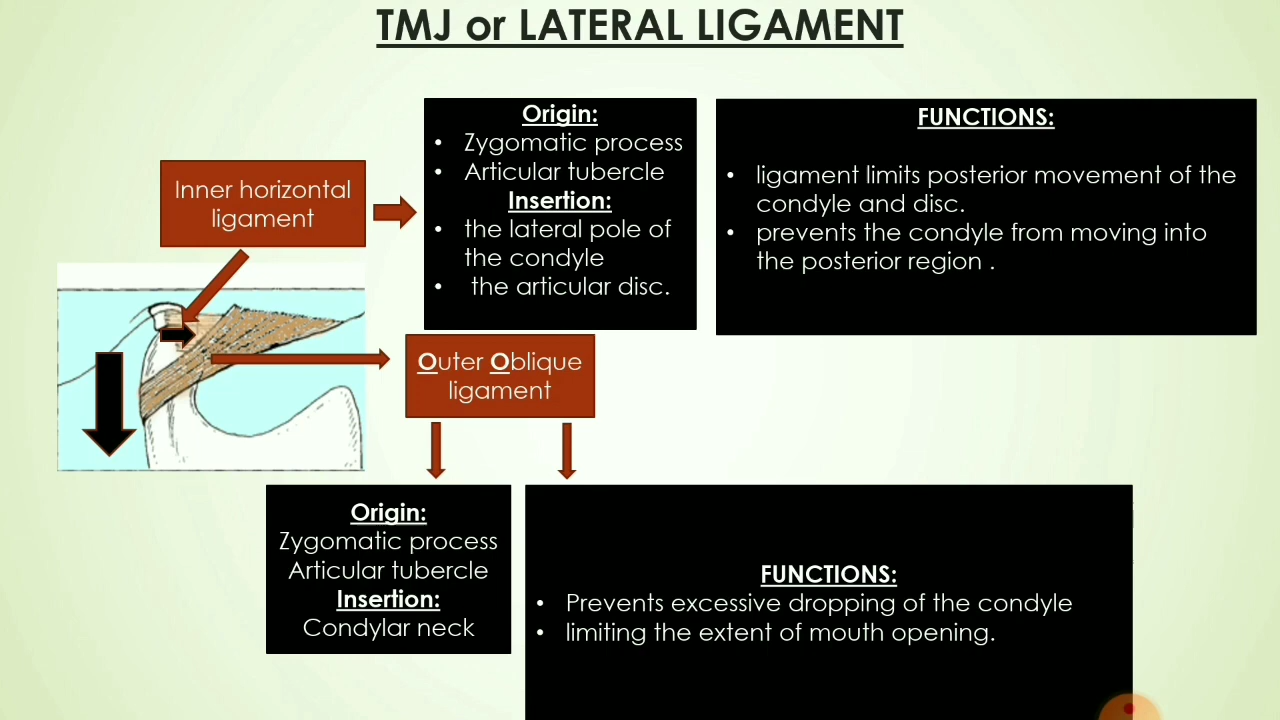 TMJ or LATERAL LIGAMENT
Inner horizontal
ligament
Origin:
• Zygomatic process
• Articular tubercle
Insertion:
• the lateral pole of
the condyle
• the articular disc.
FUNCTIONS:
• ligament limits posterior movement of the
condyle and disc.
• prevents the condyle from moving into
the posterior region .
Outer Oblique
ligament
Origin:
Zygomatic process
Articular tubercle
Insertion:
Condylar neck
FUNCTIONS:
• Prevents excessive dropping of the condyle
• limiting the extent of mouth opening.